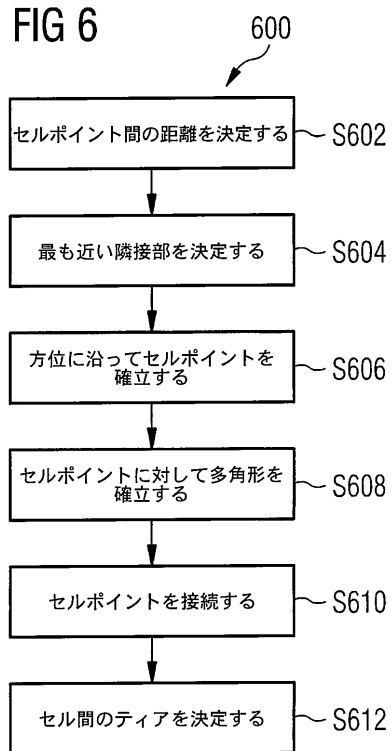 FIG 6
600
セルポイント間の距離を決定する
S602
最も近い隣接部を決定する
S604
方位に沿ってセルポイントを
確立する
S606
セルポイントに対して多角形を
確立する
S608
セルポイントを接続する
S610
セル間のティアを決定する
S612